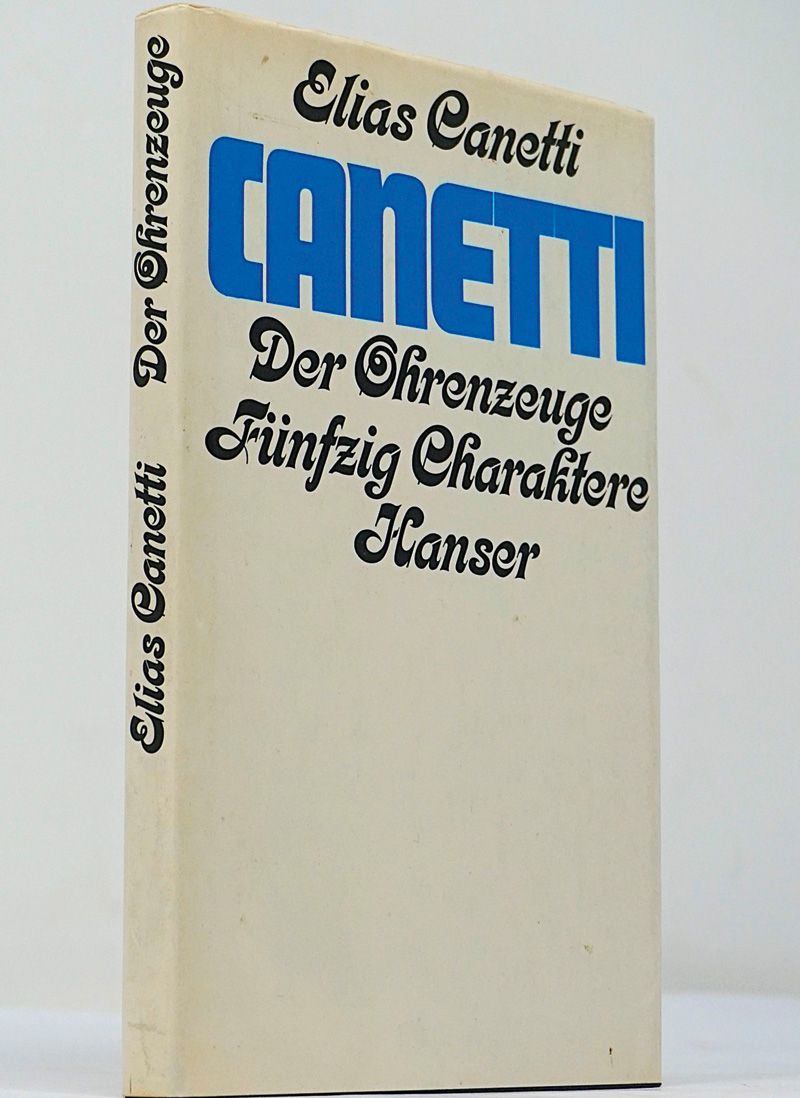 Elias Canetti
CANETTI
Der Ohrenzeuge
Fünfzig Charaktere
Hanser
Elias Canetti Der Ohrenzeuge